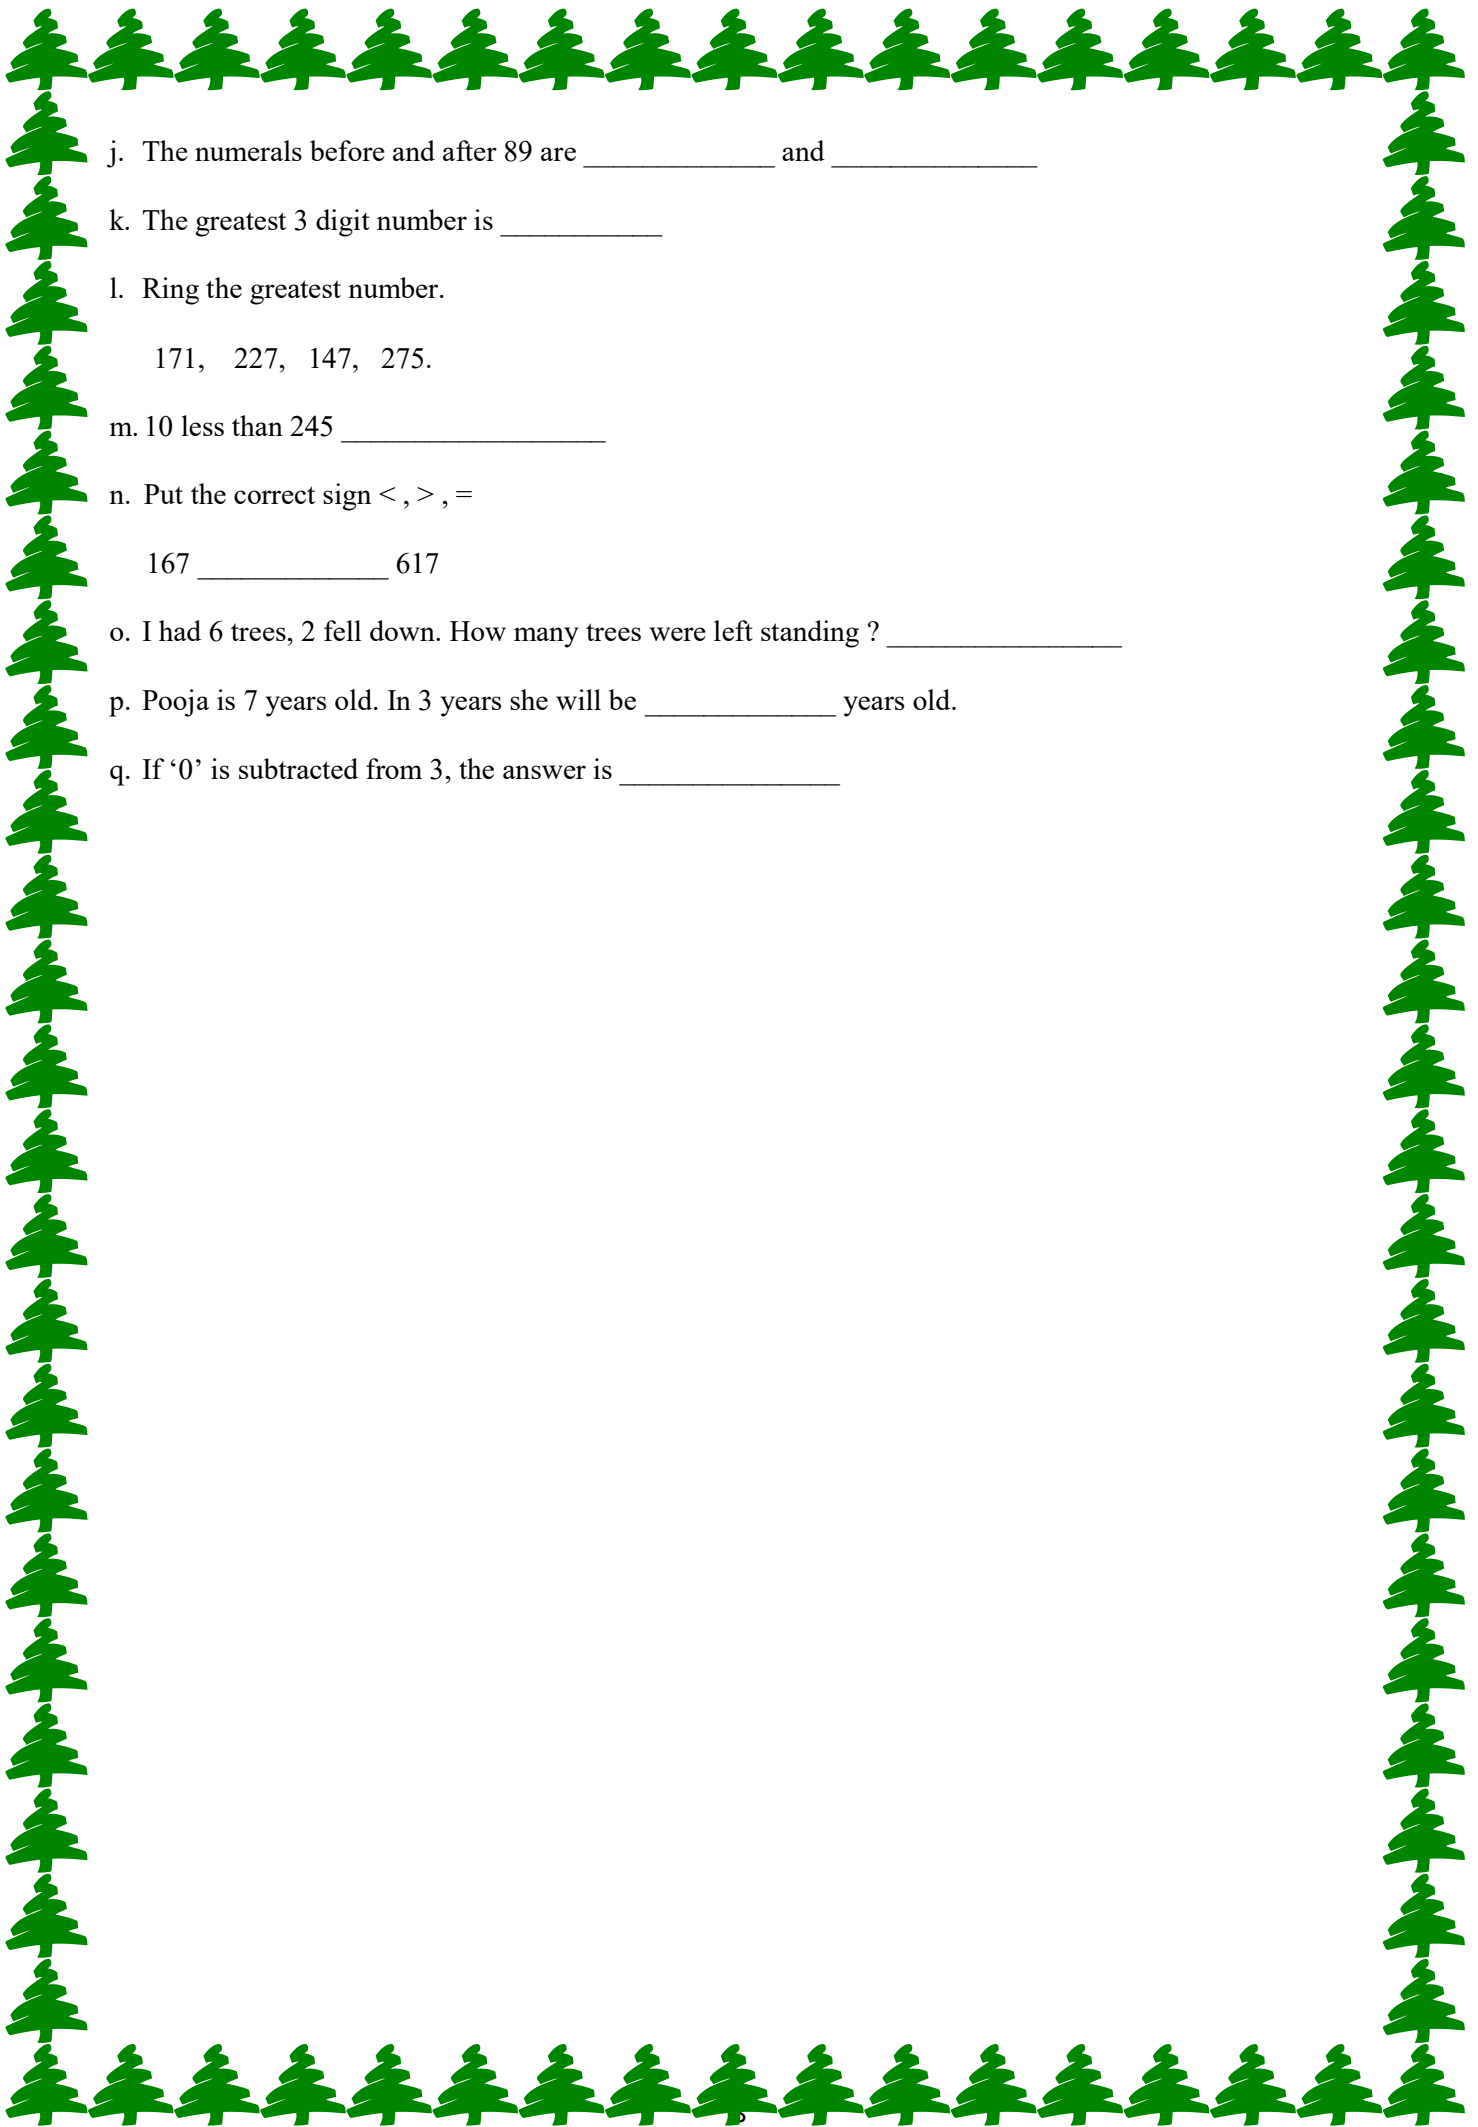 j. The numerals before and after 89 are _____________ and ______________
k. The greatest 3 digit number is ___________
l. Ring the greatest number.
171, 227, 147, 275.
m. 10 less than 245 __________________
n. Put the correct sign < , > , =
167 _____________ 617
o. I had 6 trees, 2 fell down. How many trees were left standing ? ________________
p. Pooja is 7 years old. In 3 years she will be _____________ years old.
q. If ‘0’ is subtracted from 3, the answer is _______________